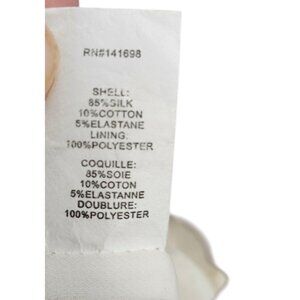 RN#141698
SHELL:
85%SILK
10%COTTON
5%ELASTANE
LINING:
100%POLYESTER
COQUILLE:
85%SOIE
10%COTON
5%ELASTANNE
DOUBLURE:
100%POLYESTER